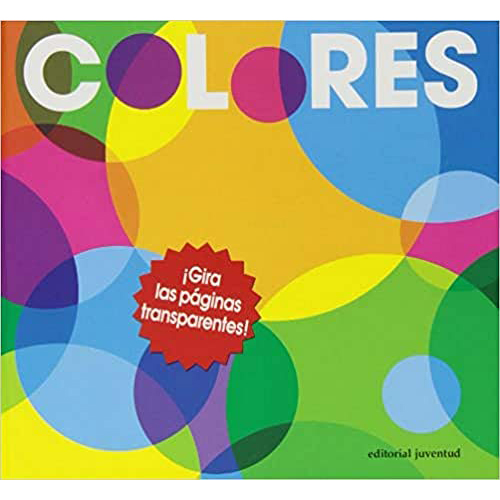 COLORES
¡Gira
las páginas
transparentes!
editorial juventud